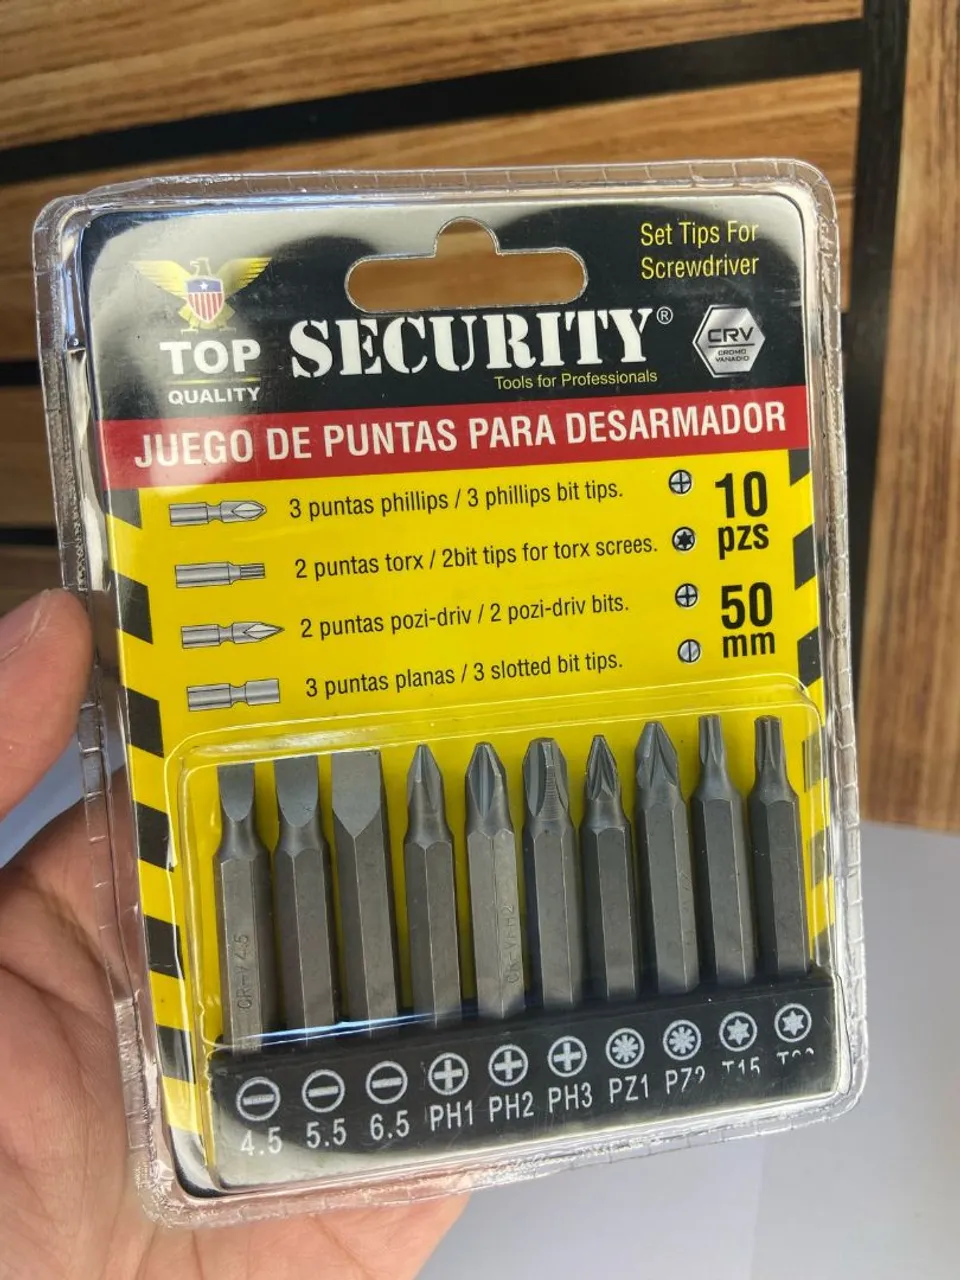 Set Tips For
Screwdriver
TOP
QUALITY
SECURITY®
Tools for Professionals
CRV
CROMO
VANADIO
JUEGO DE PUNTAS PARA DESARMADOR
3 puntas phillips / 3 phillips bit tips.
10
pzs
2 puntas torx / 2bit tips for torx screes.
2 puntas pozi-driv / 2 pozi-driv bits.
50
mm
3 puntas planas / 3 slotted bit tips.
CR-V 4.5
CR-V PH2
4.5 5.5 6.5 PH1 PH2 PH3 PZ1 PZ2 T15